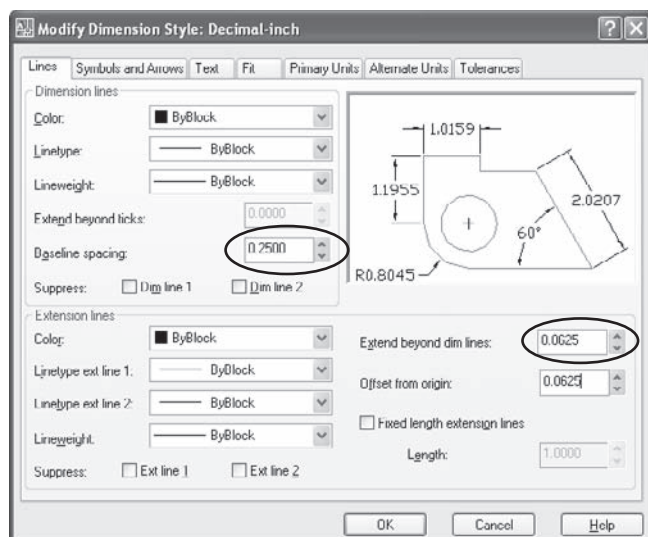 Modify Dimension Style: Decimal-inch
Lines Symbols and Arrows Text Fit Primary Units Alternate Units Tolerances
Dimension lines
Color: ByBlock
Linetype: ByBlock
Lineweight: ByBlock
Extend beyond ticks: 0.0000
Baseline spacing: 0.2500
Suppress: Dim line 1 Dim line 2
1.0159
1.1955
2.0207
60°
R0.8045
Extension lines
Color: ByBlock
Linetype ext line 1: ByBlock
Linetype ext line 2: ByBlock
Lineweight: ByBlock
Suppress: Ext line 1 Ext line 2
Extend beyond dim lines: 0.0625
Offset from origin: 0.0625
Fixed length extension lines
Length: 1.0000
OK Cancel Help